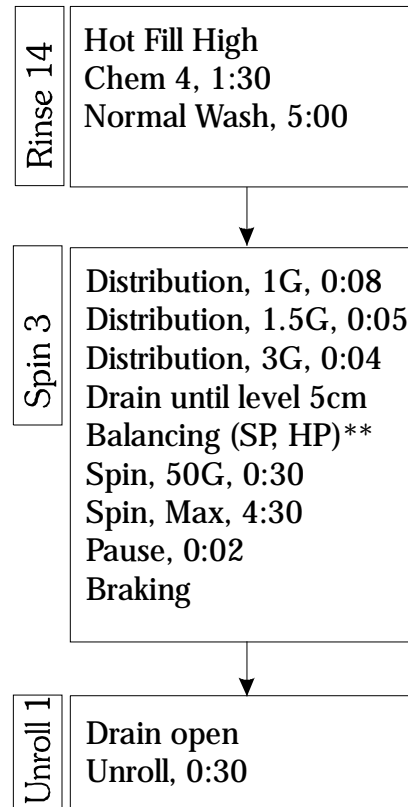 Rinse 14
Hot Fill High
Chem 4, 1:30
Normal Wash, 5:00
Spin 3
Distribution, 1G, 0:08
Distribution, 1.5G, 0:05
Distribution, 3G, 0:04
Drain until level 5cm
Balancing (SP, HP)**
Spin, 50G, 0:30
Spin, Max, 4:30
Pause, 0:02
Braking
Unroll 1
Drain open
Unroll, 0:30